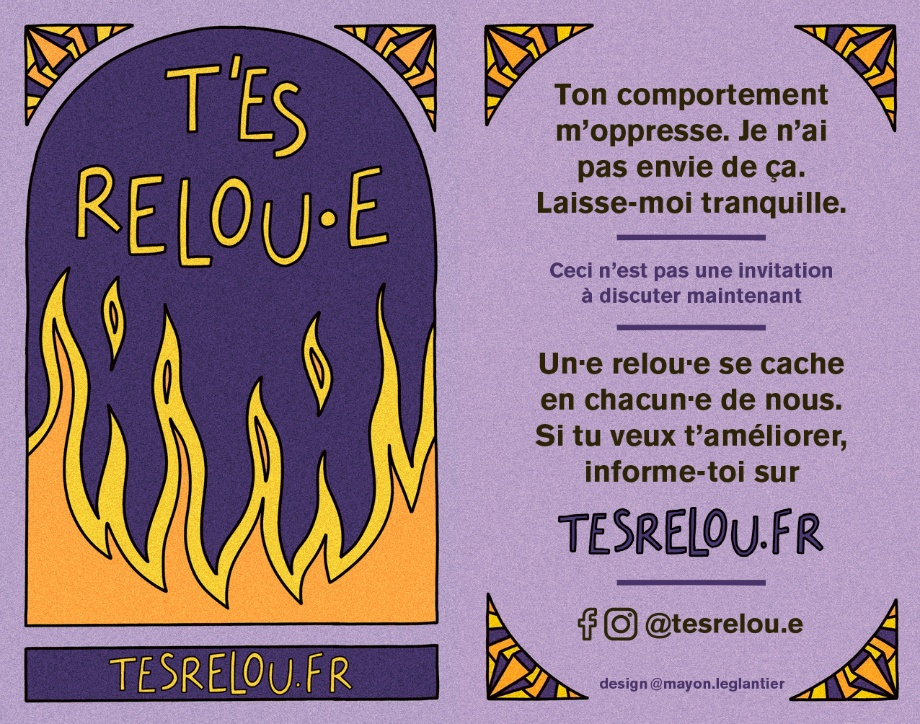 T'ES
RELOU•E
TESRELOU.FR
Ton comportement
m'oppresse. Je n'ai
pas envie de ça.
Laisse-moi tranquille.
Ceci n'est pas une invitation
à discuter maintenant
Un·e relou·e se cache
en chacun·e de nous.
Si tu veux t'améliorer,
informe-toi sur
TESRELOU.FR
@tesrelou.e
design @mayon.leglantier